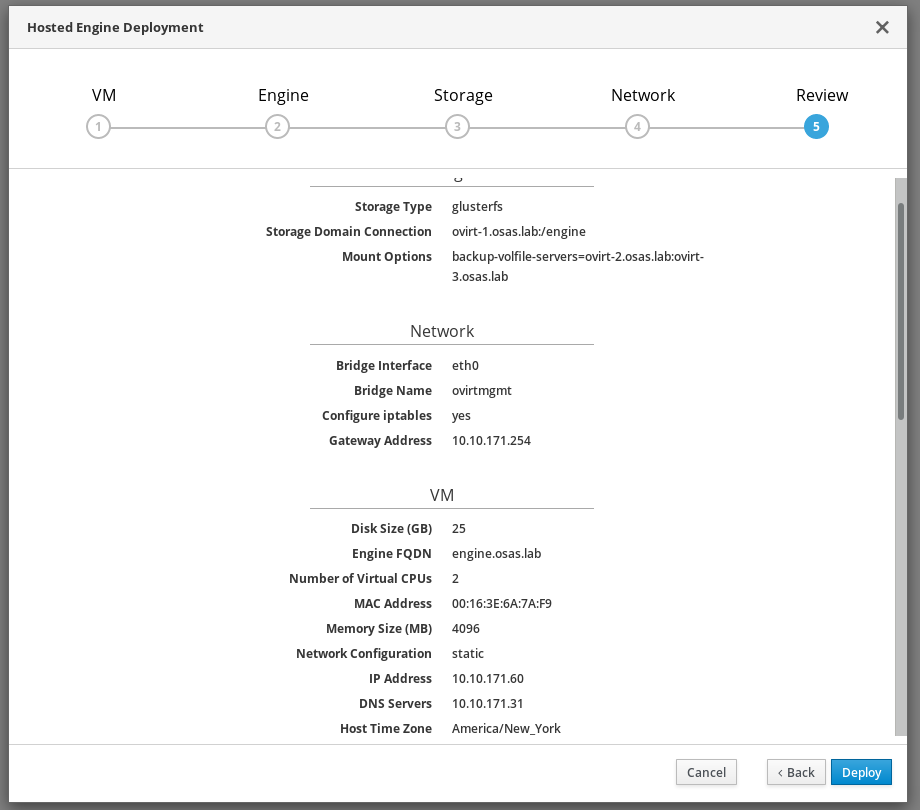 Hosted Engine Deployment
VM Engine Storage Network Review
1 2 3 4 5
Storage Type glusterfs
Storage Domain Connection ovirt-1.osas.lab:/engine
Mount Options backup-volfile-servers=ovirt-2.osas.lab:ovirt-
3.osas.lab
Network
Bridge Interface eth0
Bridge Name ovirtmgmt
Configure iptables yes
Gateway Address 10.10.171.254
VM
Disk Size (GB) 25
Engine FQDN engine.osas.lab
Number of Virtual CPUs 2
MAC Address 00:16:3E:6A:7A:F9
Memory Size (MB) 4096
Network Configuration static
IP Address 10.10.171.60
DNS Servers 10.10.171.31
Host Time Zone America/New_York
Cancel ‹ Back Deploy